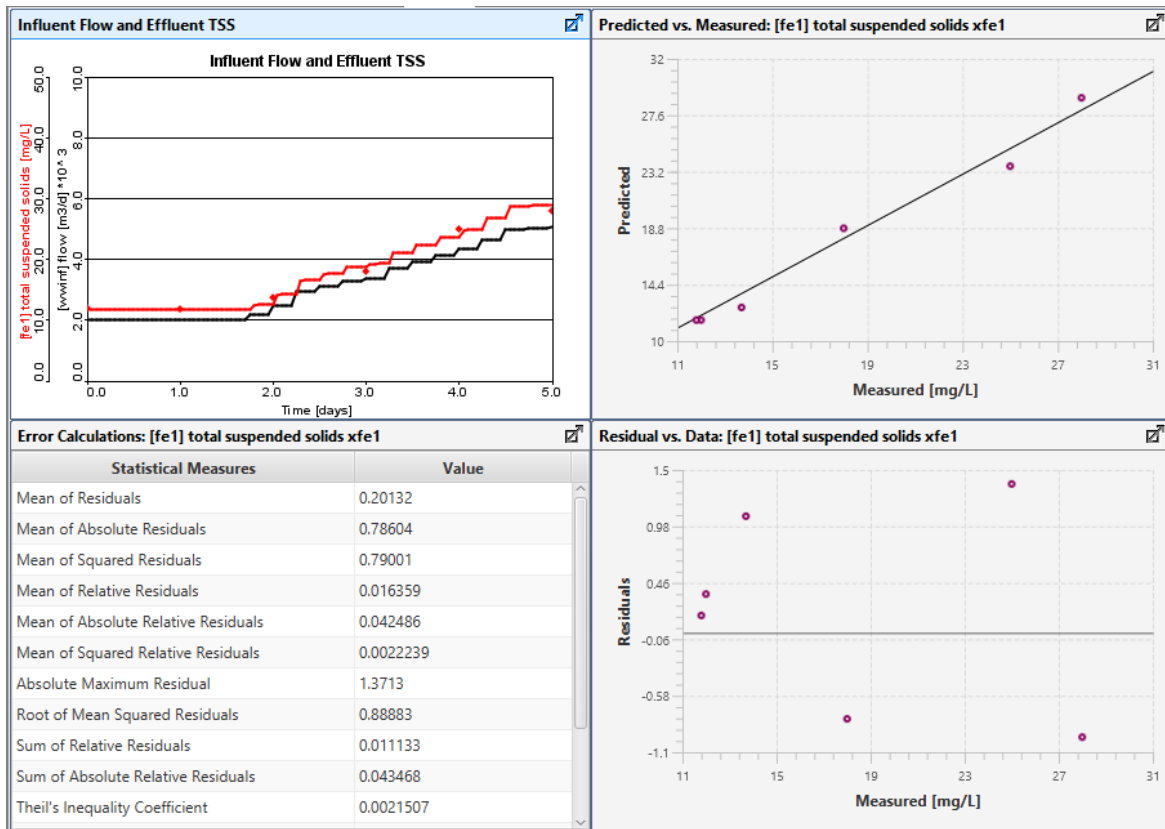 Influent Flow and Effluent TSS
Influent Flow and Effluent TSS
[fe1] total suspended solids [mg/L]
50.0
40.0
30.0
20.0
10.0
0.0
[wwinf] flow [m3/d] *10^ 3
10.0
8.0
6.0
4.0
2.0
0.0
0.0 1.0 2.0 3.0 4.0 5.0
Time [days]
Predicted vs. Measured: [fe1] total suspended solids xfe1
Predicted
32
27.6
23.2
18.8
14.4
10
11 15 19 23 27 31
Measured [mg/L]
Error Calculations: [fe1] total suspended solids xfe1
Statistical Measures Value
Mean of Residuals 0.20132
Mean of Absolute Residuals 0.78604
Mean of Squared Residuals 0.79001
Mean of Relative Residuals 0.016359
Mean of Absolute Relative Residuals 0.042486
Mean of Squared Relative Residuals 0.0022239
Absolute Maximum Residual 1.3713
Root of Mean Squared Residuals 0.88883
Sum of Relative Residuals 0.011133
Sum of Absolute Relative Residuals 0.043468
Theil's Inequality Coefficient 0.0021507
Residual vs. Data: [fe1] total suspended solids xfe1
Residuals
1.5
0.98
0.46
-0.06
-0.58
-1.1
11 15 19 23 27 31
Measured [mg/L]